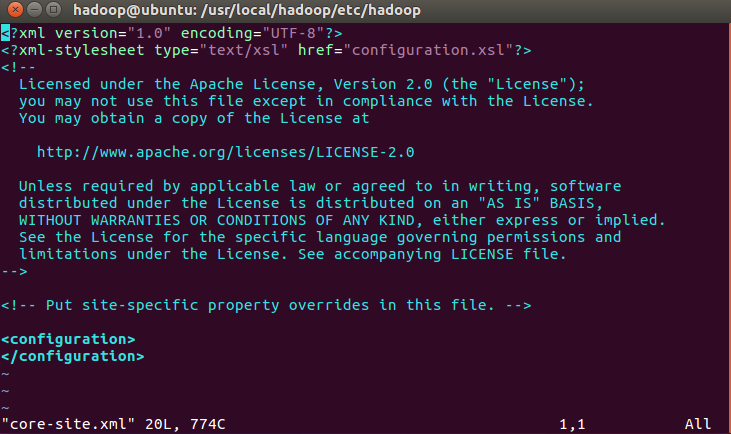 hadoop@ubuntu: /usr/local/hadoop/etc/hadoop
<?xml version="1.0" encoding="UTF-8"?>
<?xml-stylesheet type="text/xsl" href="configuration.xsl"?>
<!--
  Licensed under the Apache License, Version 2.0 (the "License");
  you may not use this file except in compliance with the License.
  You may obtain a copy of the License at

    http://www.apache.org/licenses/LICENSE-2.0

  Unless required by applicable law or agreed to in writing, software
  distributed under the License is distributed on an "AS IS" BASIS,
  WITHOUT WARRANTIES OR CONDITIONS OF ANY KIND, either express or implied.
  See the License for the specific language governing permissions and
  limitations under the License. See accompanying LICENSE file.
-->

<!-- Put site-specific property overrides in this file. -->

<configuration>
</configuration>
~
~
~
"core-site.xml" 20L, 774C 1,1 All